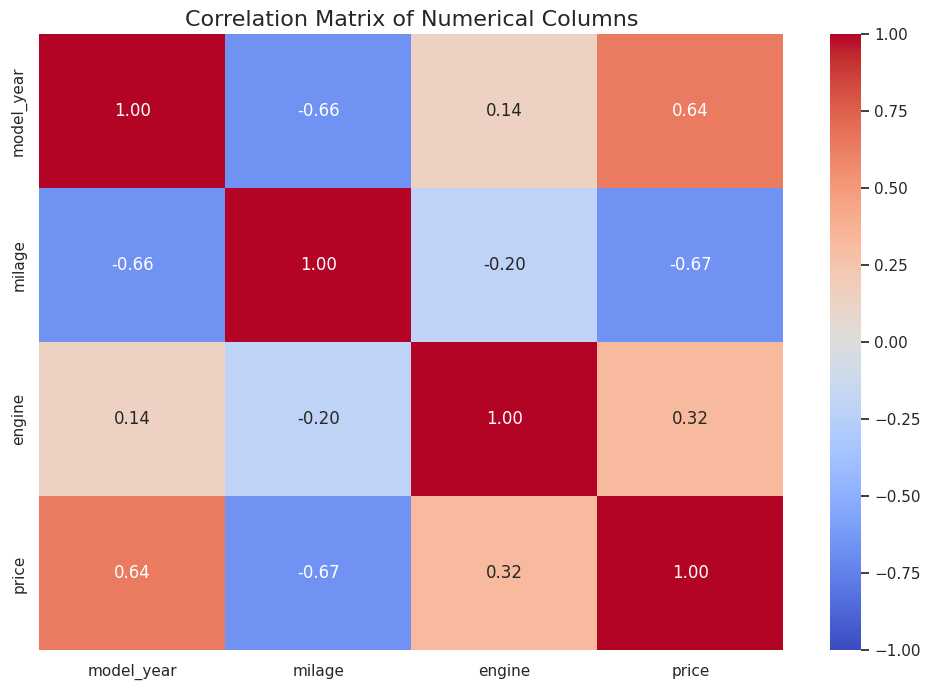 Correlation Matrix of Numerical Columns
model_year
1.00
-0.66
0.14
0.64
milage
-0.66
1.00
-0.20
-0.67
engine
0.14
-0.20
1.00
0.32
price
0.64
-0.67
0.32
1.00
model_year
milage
engine
price
1.00
0.75
0.50
0.25
0.00
−0.25
−0.50
−0.75
−1.00